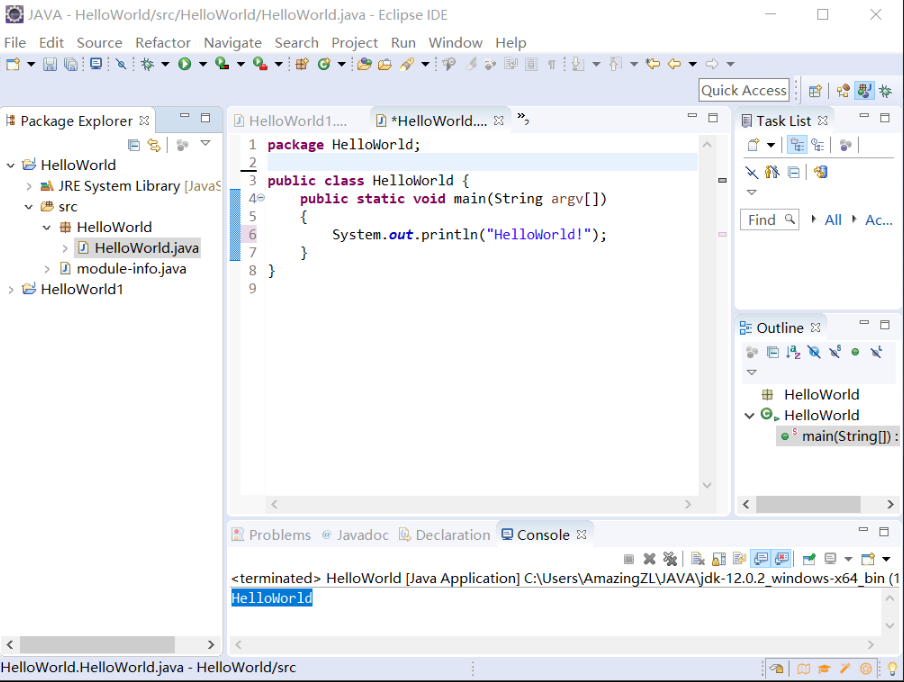 JAVA - HelloWorld/src/HelloWorld/HelloWorld.java - Eclipse IDE
File Edit Source Refactor Navigate Search Project Run Window Help
Quick Access
Package Explorer
HelloWorld
JRE System Library [JavaS
src
HelloWorld
HelloWorld.java
module-info.java
HelloWorld1
HelloWorld1.... *HelloWorld.... »2
1 package HelloWorld;
2
3 public class HelloWorld {
4 public static void main(String argv[])
5 {
6 System.out.println("HelloWorld!");
7 }
8 }
9
Task List
Find All Ac...
Outline
HelloWorld
HelloWorld
main(String[]) :
Problems @ Javadoc Declaration Console
<terminated> HelloWorld [Java Application] C:\Users\AmazingZL\JAVA\jdk-12.0.2_windows-x64_bin (1
HelloWorld
HelloWorld.HelloWorld.java - HelloWorld/src